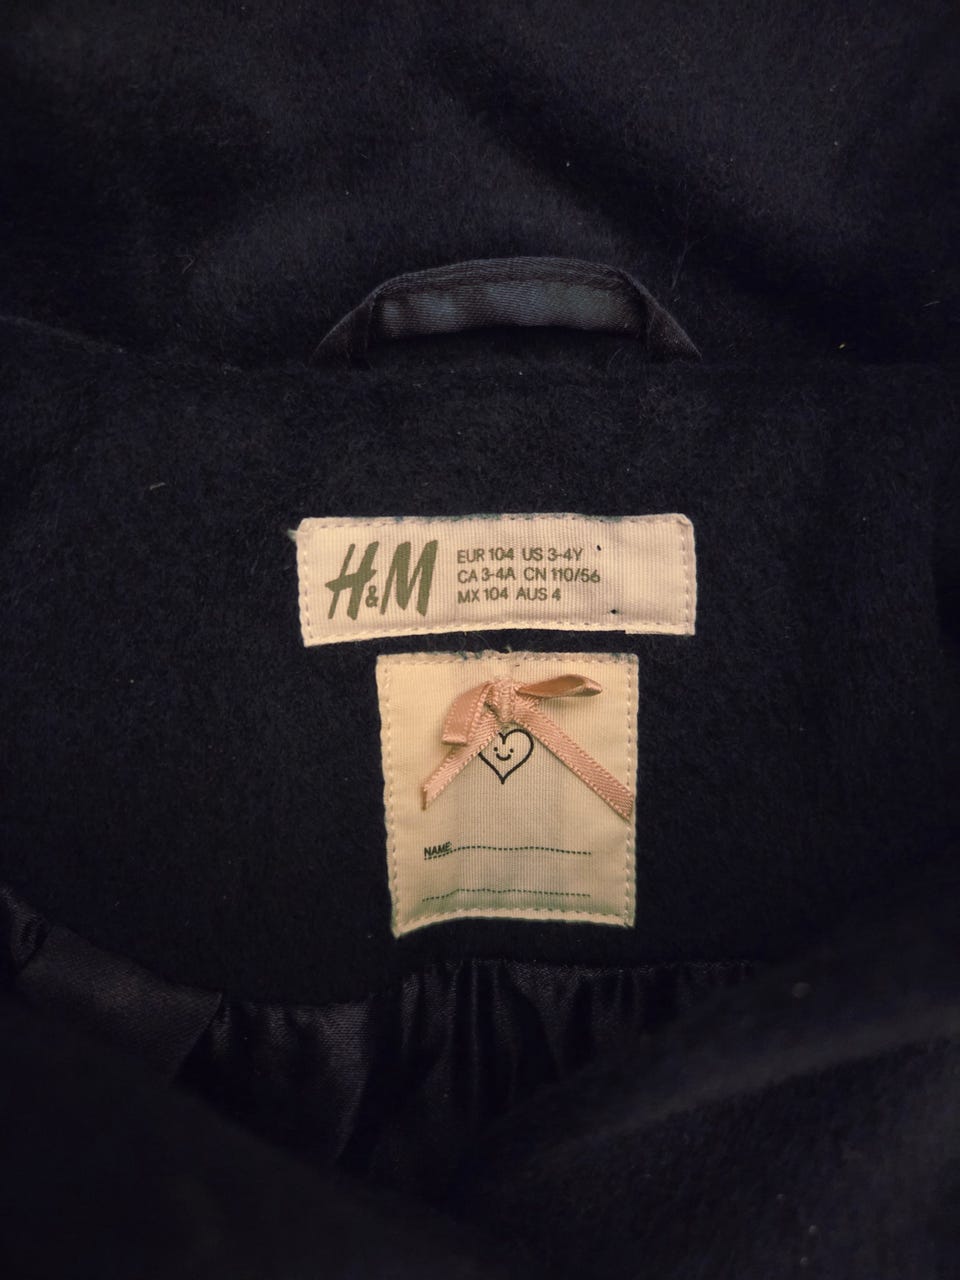 H&M
EUR 104 US 3-4Y
CA 3-4A CN 110/56
MX 104 AUS 4
NAME: